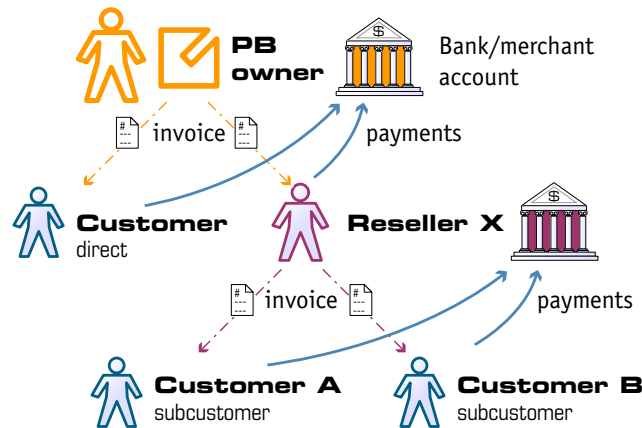 PB
owner
$
Bank/merchant
account
#
invoice
#
payments
Customer
direct
Reseller X
$
#
invoice
#
payments
Customer A
subcustomer
Customer B
subcustomer